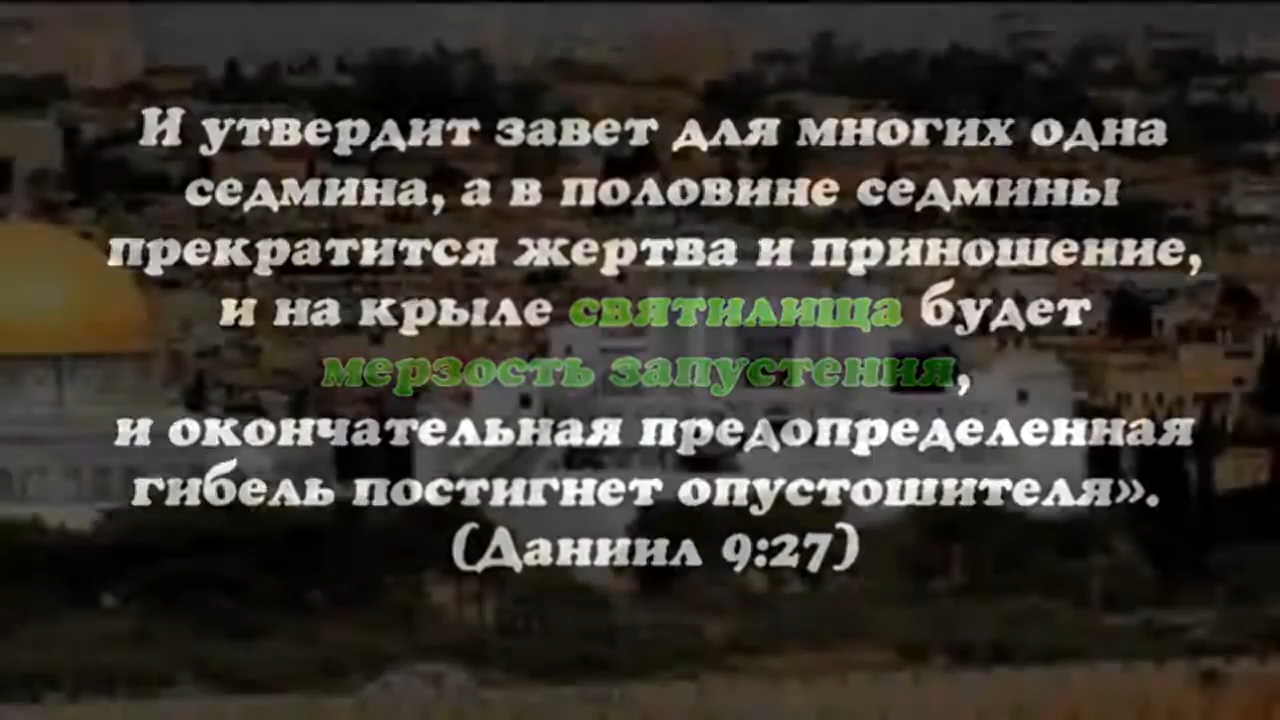 И утвердит завет для многих одна
седмина, а в половине седмины
прекратится жертва и приношение,
и на крыле святилища будет
мерзость запустения,
и окончательная предопределенная
гибель постигнет опустошителя».
(Даниил 9:27)